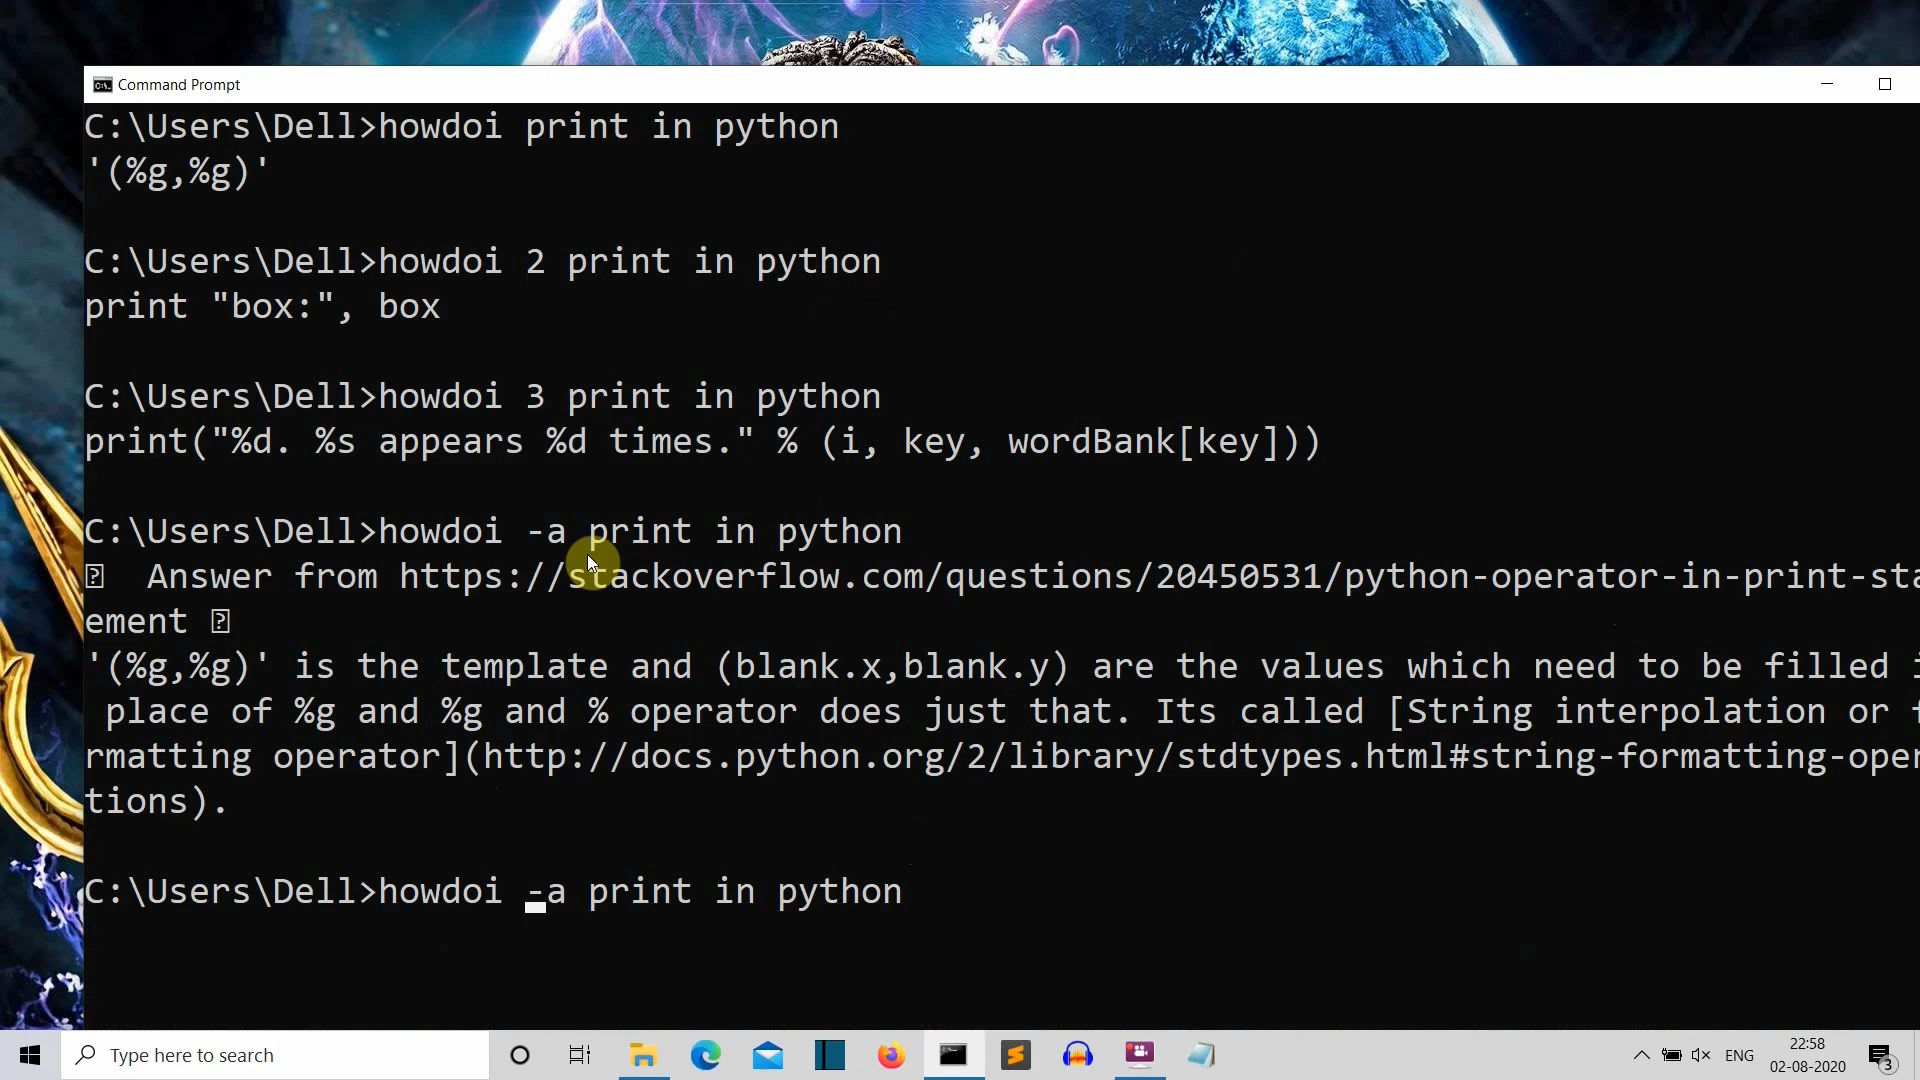 Command Prompt
C:\Users\Dell>howdoi print in python
'(%g,%g)'
C:\Users\Dell>howdoi 2 print in python
print "box:", box
C:\Users\Dell>howdoi 3 print in python
print("%d. %s appears %d times." % (i, key, wordBank[key]))
C:\Users\Dell>howdoi -a print in python
Answer from https://stackoverflow.com/questions/20450531/python-operator-in-print-sta
ement
'(%g,%g)' is the template and (blank.x,blank.y) are the values which need to be filled i
place of %g and %g and % operator does just that. Its called [String interpolation or f
rmatting operator](http://docs.python.org/2/library/stdtypes.html#string-formatting-oper
tions).
C:\Users\Dell>howdoi -a print in python
Type here to search
ENG
22:58
02-08-2020
3